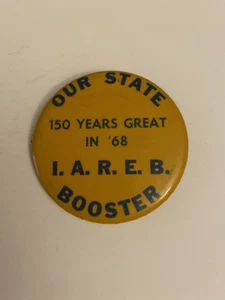 OUR STATE
150 YEARS GREAT
IN '68
I. A. R. E. B.
BOOSTER